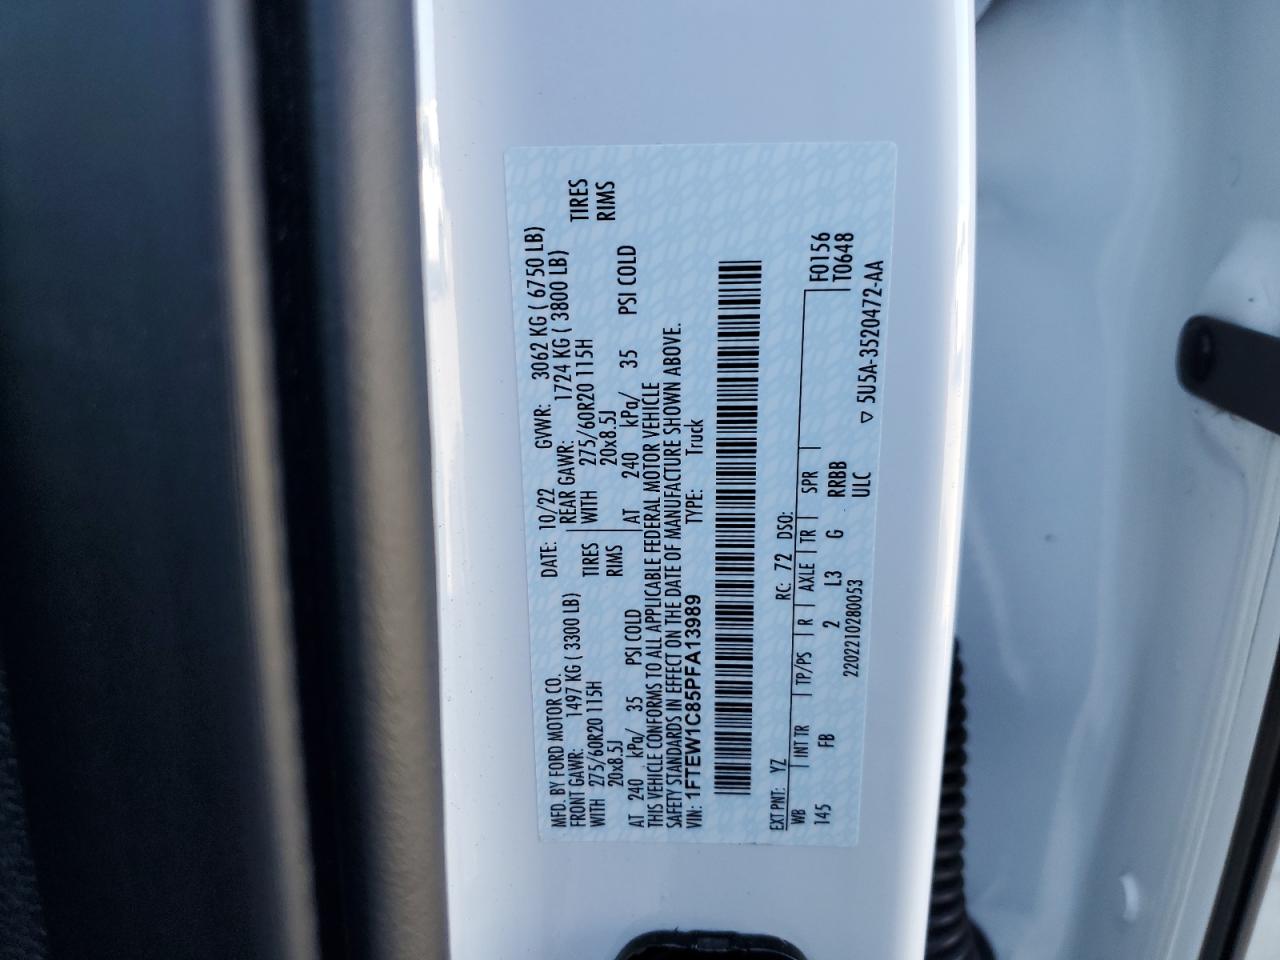 MFD. BY FORD MOTOR CO. DATE: 10/22 GVWR: 3062 KG ( 6750 LB)
FRONT GAWR: 1497 KG ( 3300 LB) REAR GAWR: 1724 KG ( 3800 LB)
WITH 275/60R20 115H TIRES WITH 275/60R20 115H TIRES
20x8.5J RIMS 20x8.5J RIMS
AT 240 kPa/ 35 PSI COLD AT 240 kPa/ 35 PSI COLD
THIS VEHICLE CONFORMS TO ALL APPLICABLE FEDERAL MOTOR VEHICLE
SAFETY STANDARDS IN EFFECT ON THE DATE OF MANUFACTURE SHOWN ABOVE.
VIN: 1FTEW1C85PFA13989 TYPE: Truck
EXT PNT: YZ RC: 72 DSO:
WB INT TR TP/PS R AXLE TR SPR F0156
145 FB 2 L3 G RRBB T0648
2202210280053 ULC ▽ 5U5A-3520472-AA